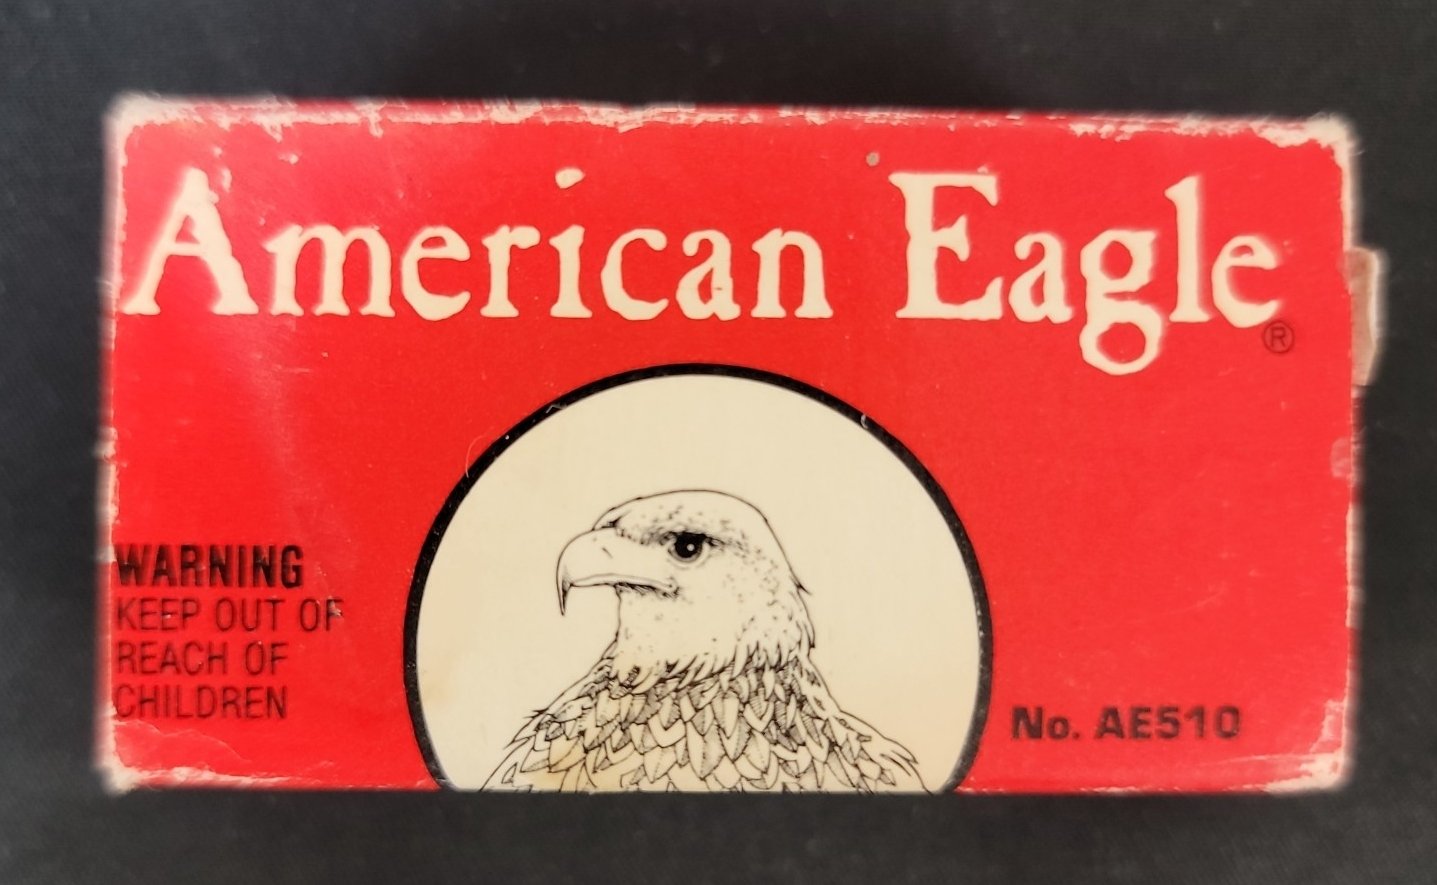 American Eagle®
WARNING
KEEP OUT OF
REACH OF
CHILDREN
No. AE510